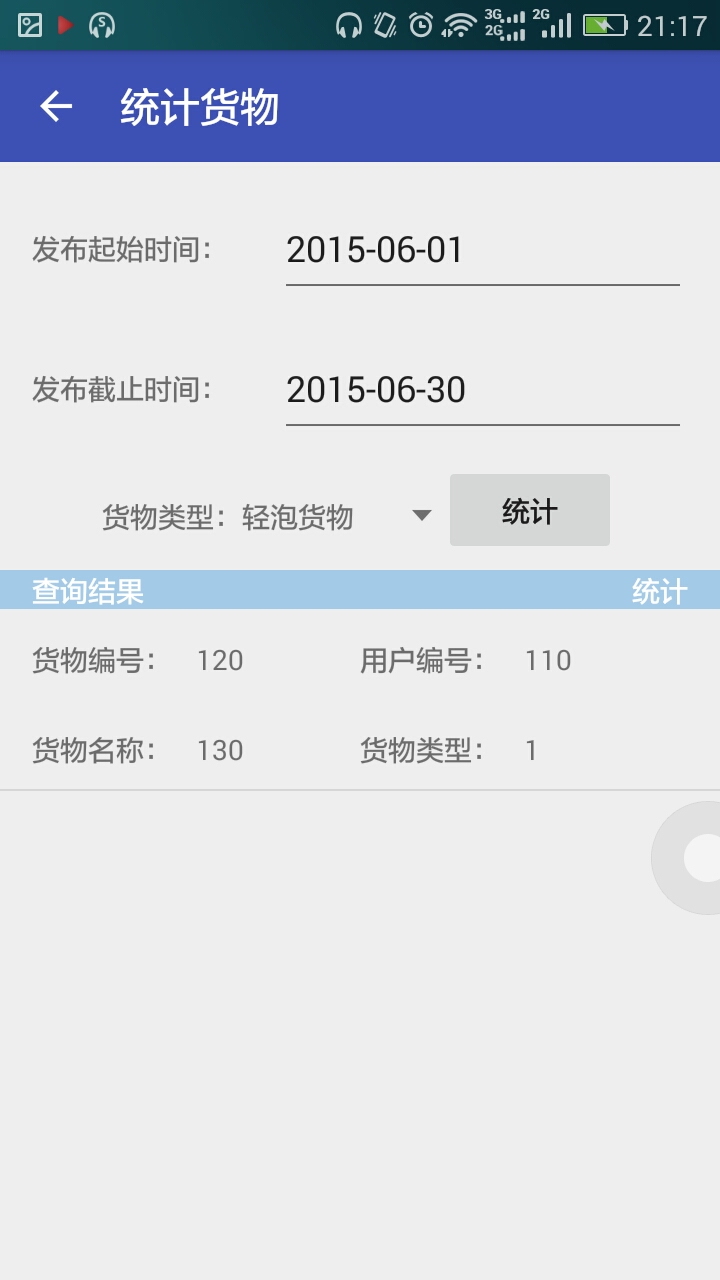 3G 2G 2G 21:17
统计货物
发布起始时间: 2015-06-01
发布截止时间: 2015-06-30
货物类型: 轻泡货物 统计
查询结果 统计
货物编号: 120 用户编号: 110
货物名称: 130 货物类型: 1